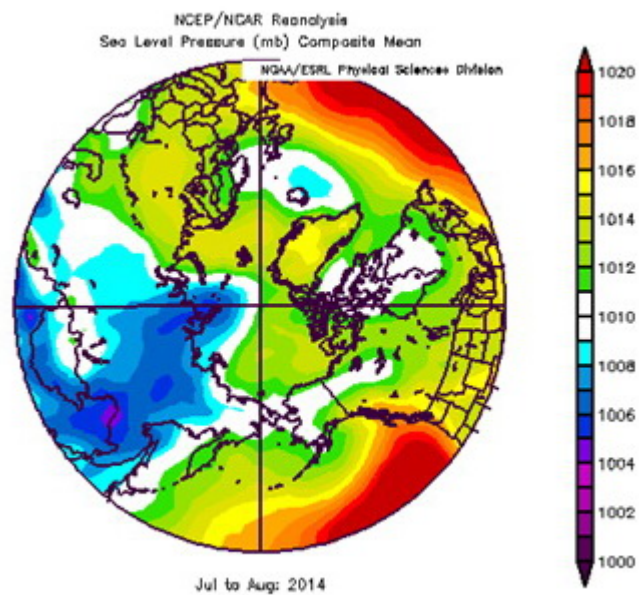 NCEP/NCAR Reanalysis
Sea Level Pressure (mb) Composite Mean
NOAA/ESRL Physical Sciences Division
1020
1018
1016
1014
1012
1010
1008
1006
1004
1002
1000
Jul to Aug: 2014